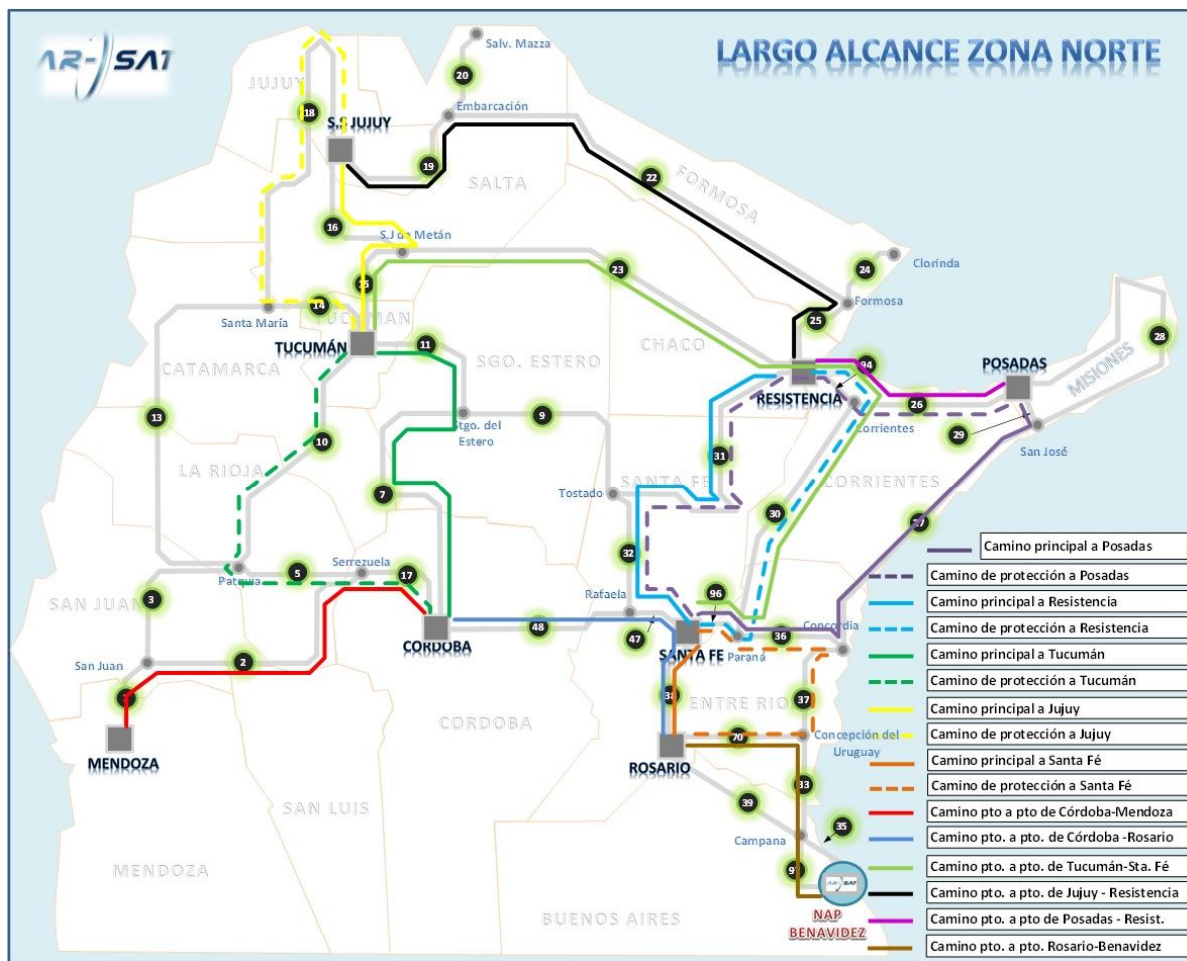 AR-SAT
LARGO ALCANCE ZONA NORTE
Salv. Mazza
20
JUJUY
Embarcación
18
S.S JUJUY
19
SALTA
22
FORMOSA
16
S.J de Metán
23
24
Clorinda
15
Formosa
14
Santa María
TUCUMAN
25
TUCUMÁN
11
SGO. ESTERO
CHACO
94
28
CATAMARCA
POSADAS
MISIONES
RESISTENCIA
26
13
9
Stgo. del
Estero
Corrientes
29
10
San José
LA RIOJA
31
7
SANTA FE
CORRIENTES
Tostado
30
27
32
Patquia
5
Serrezuela
17
3
SAN JUAN
Rafaela
96
48
47
36
Concordia
CORDOBA
SANTA FE
Paraná
San Juan
2
38
ENTRE RIOS
37
CORDOBA
70
Concepción del
Uruguay
MENDOZA
ROSARIO
33
SAN LUIS
39
Campana
35
MENDOZA
AR-SAT
BUENOS AIRES
NAP
BENAVIDEZ
Camino principal a Posadas
Camino de protección a Posadas
Camino principal a Resistencia
Camino de protección a Resistencia
Camino principal a Tucumán
Camino de protección a Tucumán
Camino principal a Jujuy
Camino de protección a Jujuy
Camino principal a Santa Fé
Camino de protección a Santa Fé
Camino pto a pto de Córdoba-Mendoza
Camino pto. a pto. de Córdoba -Rosario
Camino pto. a pto. de Tucumán-Sta. Fé
Camino pto. a pto. de Jujuy - Resistencia
Camino pto. a pto de Posadas - Resist.
Camino pto. a pto. Rosario-Benavidez